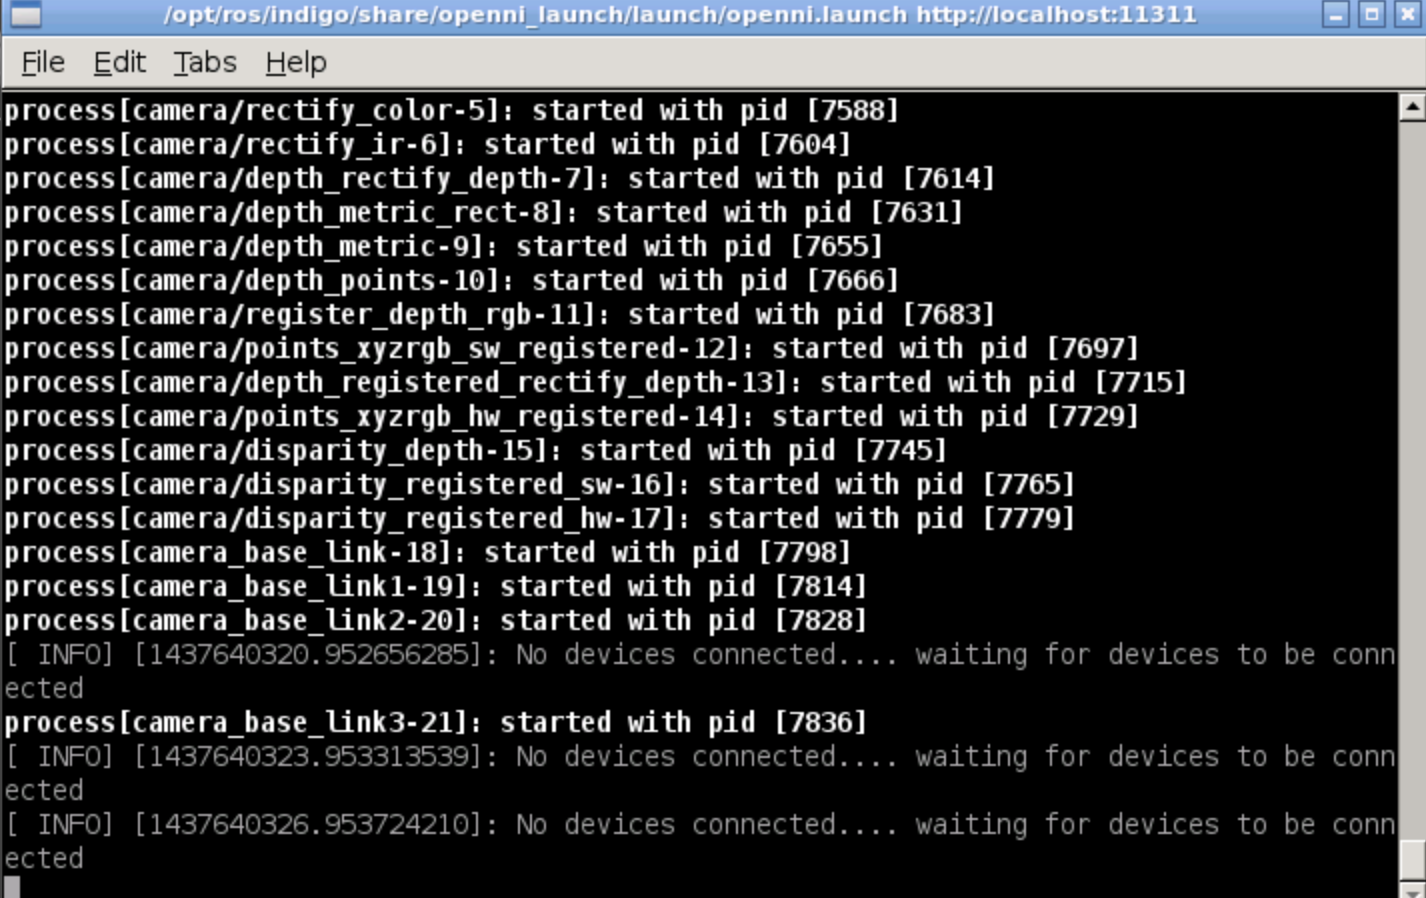 /opt/ros/indigo/share/openni_launch/launch/openni.launch http://localhost:11311
File Edit Tabs Help
process[camera/rectify_color-5]: started with pid [7588]
process[camera/rectify_ir-6]: started with pid [7604]
process[camera/depth_rectify_depth-7]: started with pid [7614]
process[camera/depth_metric_rect-8]: started with pid [7631]
process[camera/depth_metric-9]: started with pid [7655]
process[camera/depth_points-10]: started with pid [7666]
process[camera/register_depth_rgb-11]: started with pid [7683]
process[camera/points_xyzrgb_sw_registered-12]: started with pid [7697]
process[camera/depth_registered_rectify_depth-13]: started with pid [7715]
process[camera/points_xyzrgb_hw_registered-14]: started with pid [7729]
process[camera/disparity_depth-15]: started with pid [7745]
process[camera/disparity_registered_sw-16]: started with pid [7765]
process[camera/disparity_registered_hw-17]: started with pid [7779]
process[camera_base_link-18]: started with pid [7798]
process[camera_base_link1-19]: started with pid [7814]
process[camera_base_link2-20]: started with pid [7828]
[ INFO] [1437640320.952656285]: No devices connected.... waiting for devices to be conn
ected
process[camera_base_link3-21]: started with pid [7836]
[ INFO] [1437640323.953313539]: No devices connected.... waiting for devices to be conn
ected
[ INFO] [1437640326.953724210]: No devices connected.... waiting for devices to be conn
ected